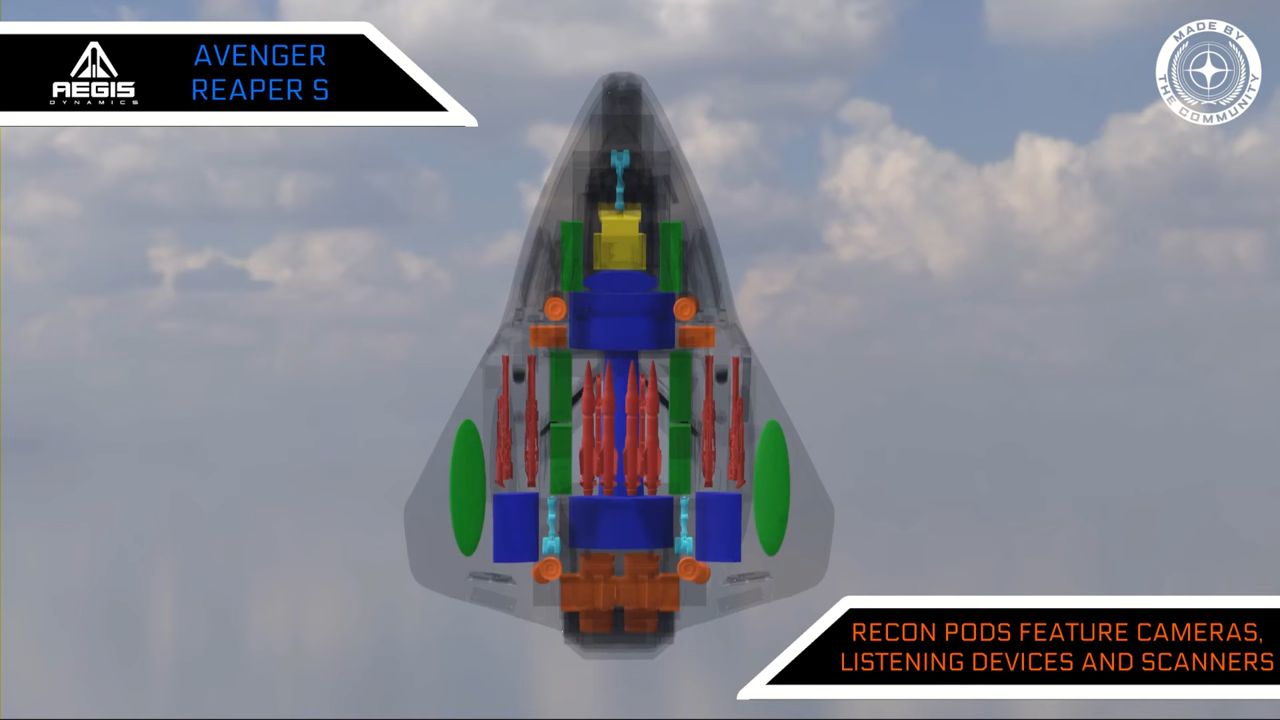 AEGIS
DYNAMICS
AVENGER
REAPER S
MADE BY
THE COMMUNITY
RECON PODS FEATURE CAMERAS,
LISTENING DEVICES AND SCANNERS